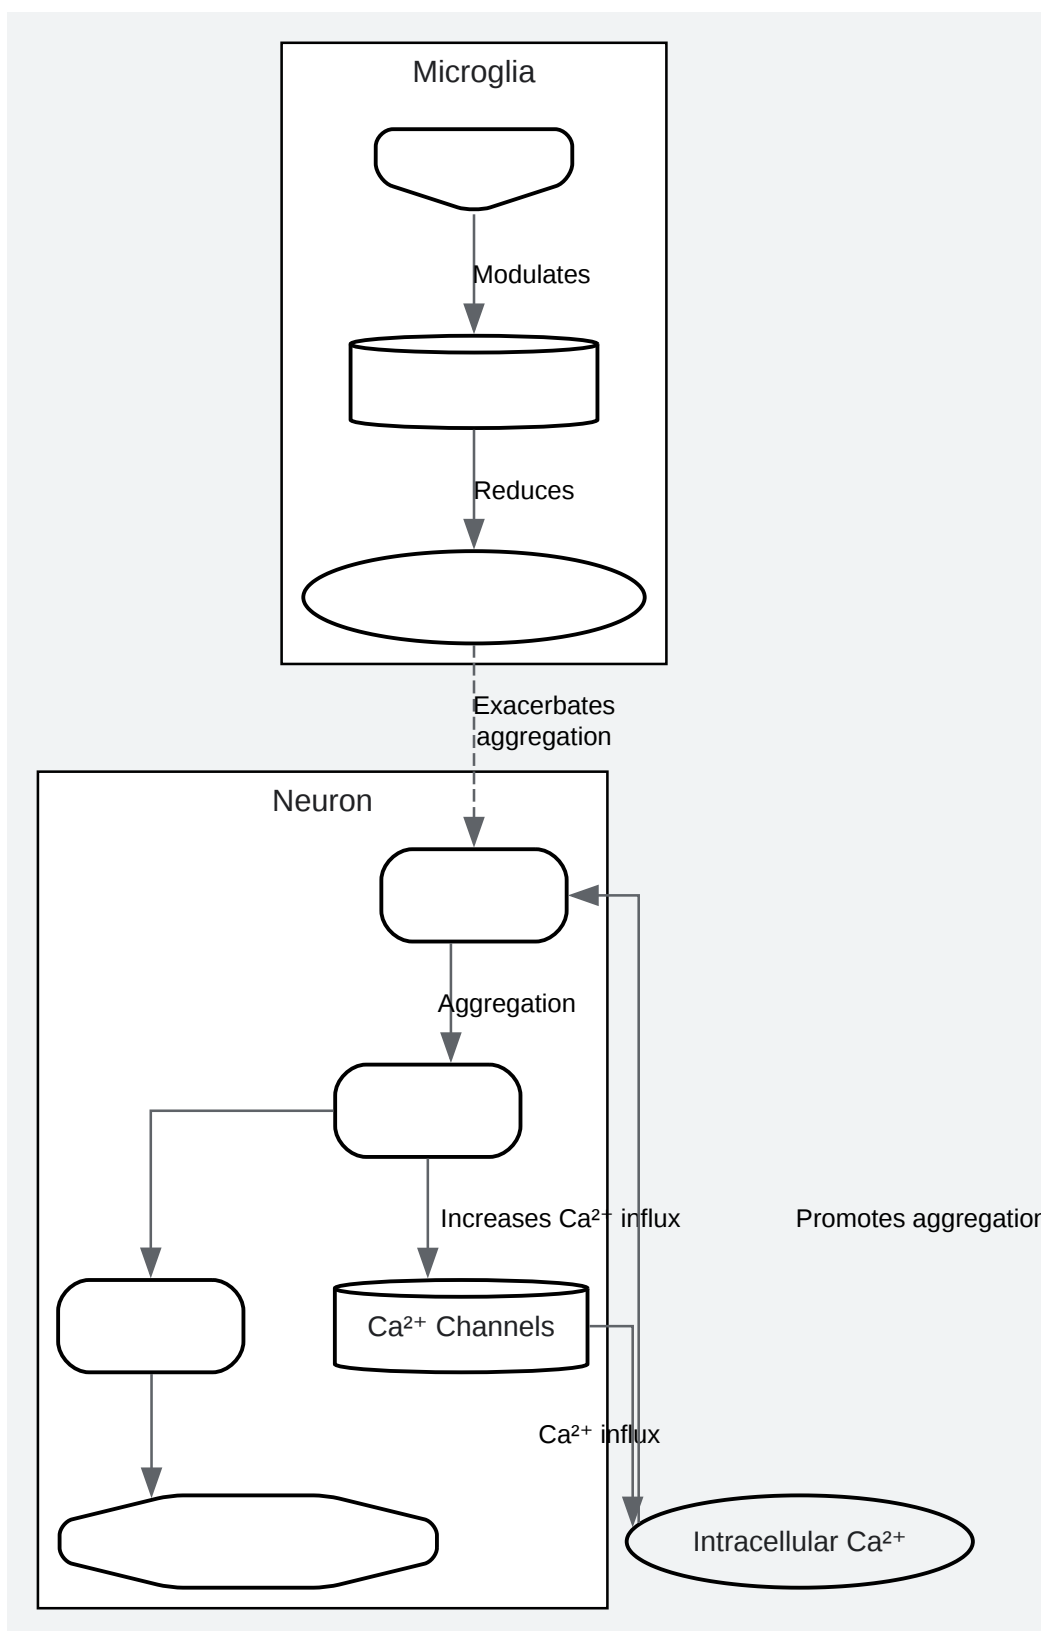 Microglia
Modulates
Reduces
Exacerbates
aggregation
Neuron
Aggregation
Increases Ca²⁺ influx
Promotes aggregation
Ca²⁺ Channels
Ca²⁺ influx
Intracellular Ca²⁺